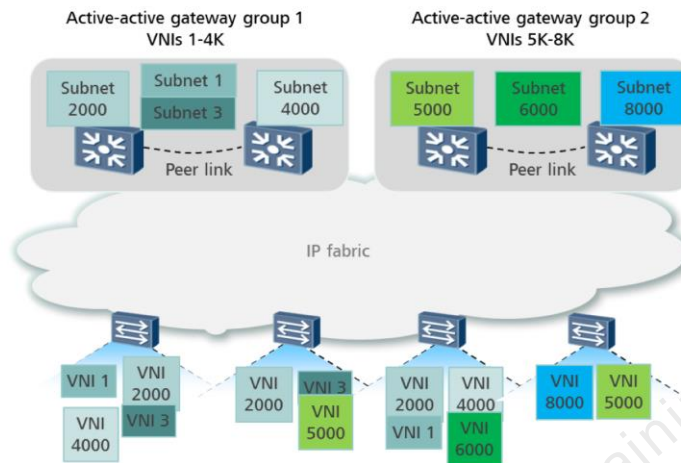 Active-active gateway group 1
VNIs 1-4K
Active-active gateway group 2
VNIs 5K-8K
Subnet
2000
Subnet 1
Subnet 3
Subnet
4000
Peer link
Subnet
5000
Subnet
6000
Subnet
8000
Peer link
IP fabric
VNI 1
VNI
2000
VNI
4000
VNI 3
VNI
2000
VNI 3
VNI
5000
VNI
2000
VNI
4000
VNI 1
VNI
6000
VNI
8000
VNI
5000